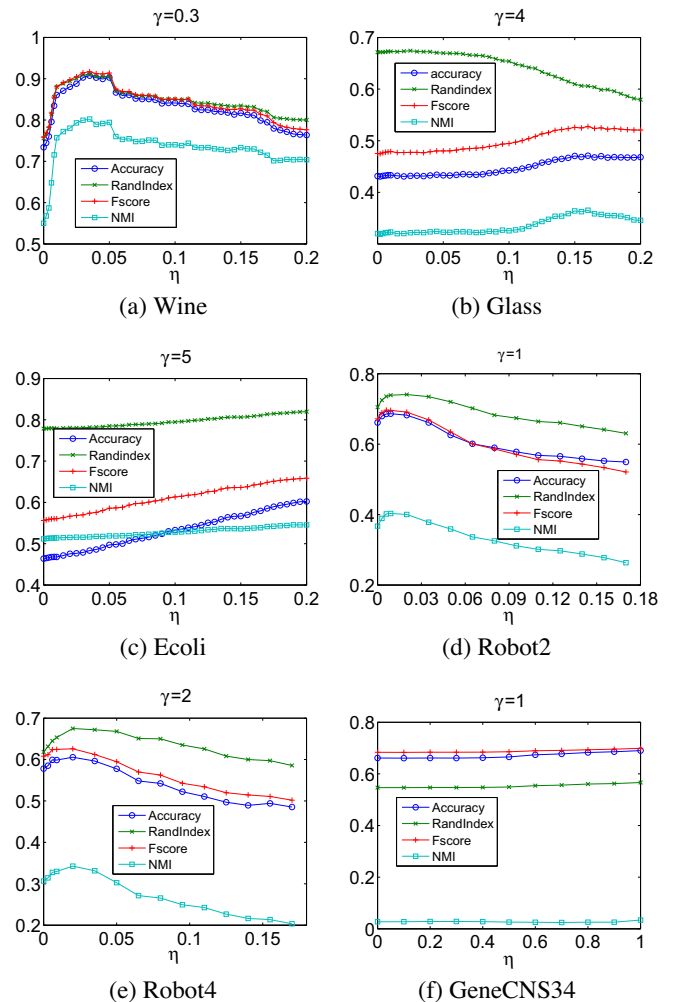 γ=0.3
1
0.9
0.8
0.7
0.6
0.5
Accuracy
RandIndex
Fscore
NMI
0 0.05 0.1 0.15 0.2
η
(a) Wine
γ=4
0.7
0.6
0.5
0.4
accuracy
Randindex
Fscore
NMI
0 0.05 0.1 0.15 0.2
η
(b) Glass
γ=5
0.9
0.8
0.7
0.6
0.5
0.4
Accuracy
Randindex
Fscore
NMI
0 0.05 0.1 0.15 0.2
η
(c) Ecoli
γ=1
0.8
0.6
0.4
0.2
Accuracy
RandIndex
Fscore
NMI
0 0.03 0.06 0.09 0.12 0.15 0.18
η
(d) Robot2
γ=2
0.7
0.6
0.5
0.4
0.3
0.2
Accuracy
RandIndex
Fscore
NMI
0 0.05 0.1 0.15
η
(e) Robot4
γ=1
0.8
0.6
0.4
0.2
0
Accuracy
RandIndex
Fscore
NMI
0 0.2 0.4 0.6 0.8 1
η
(f) GeneCNS34